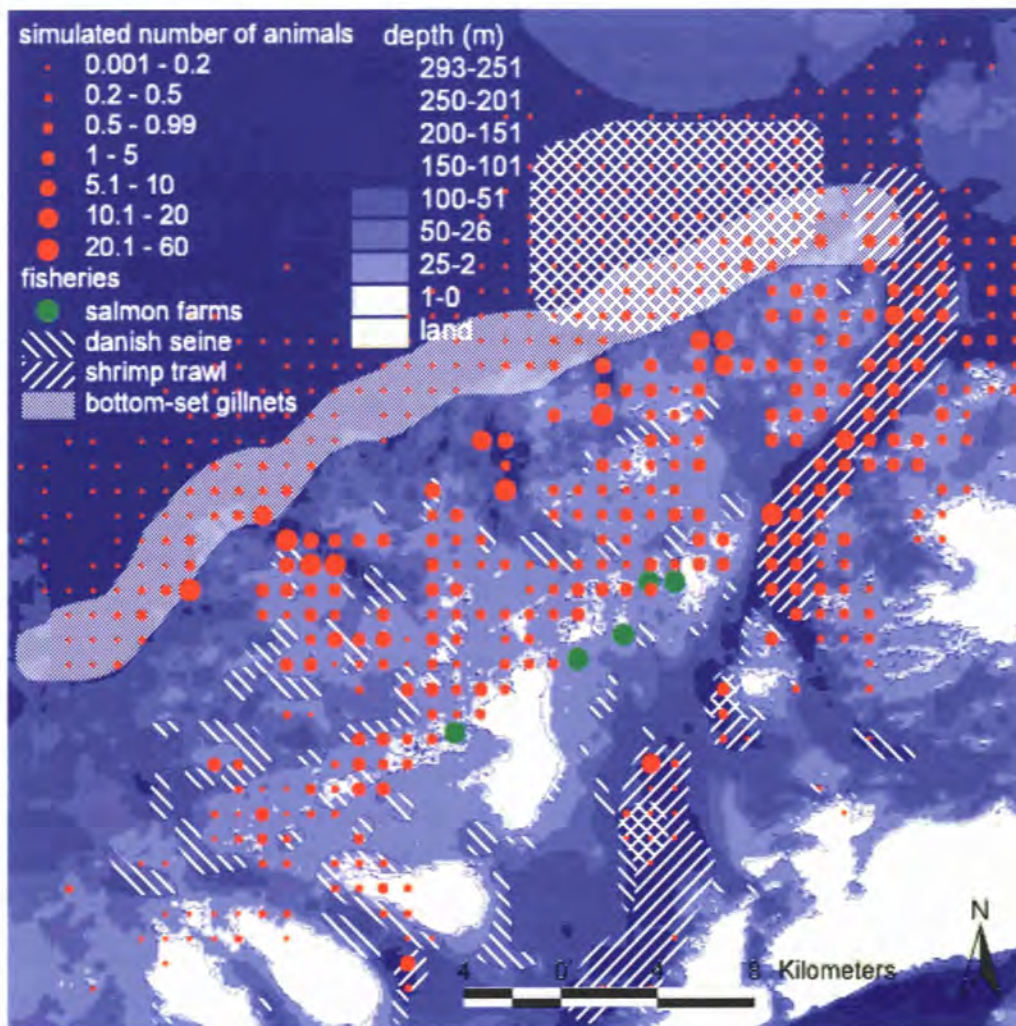 simulated number of animals
0.001 - 0.2
0.2 - 0.5
0.5 - 0.99
1 - 5
5.1 - 10
10.1 - 20
20.1 - 60
fisheries
salmon farms
danish seine
shrimp trawl
bottom-set gillnets
depth (m)
293-251
250-201
200-151
150-101
100-51
50-26
25-2
1-0
land
N
4 0 4 8 Kilometers